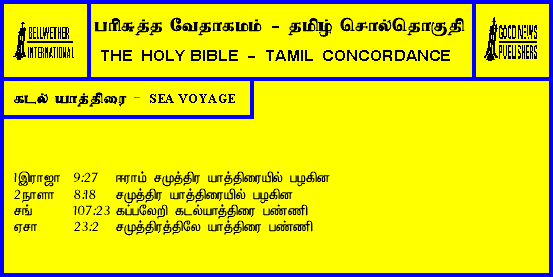 BELLWETHER
INTERNATIONAL
பரிசுத்த வேதாகமம் - தமிழ் சொல்தொகுதி
THE HOLY BIBLE - TAMIL CONCORDANCE
GOOD NEWS
PUBLISHERS
கடல் யாத்திரை - SEA VOYAGE
1இராஜா 9:27 ஈராம் சமுத்திர யாத்திரையில் பழகின
2நாளா 8:18 சமுத்திர யாத்திரையில் பழகின
சங் 107:23 கப்பலேறி கடல்யாத்திரை பண்ணி
ஏசா 23:2 சமுத்திரத்திலே யாத்திரை பண்ணி